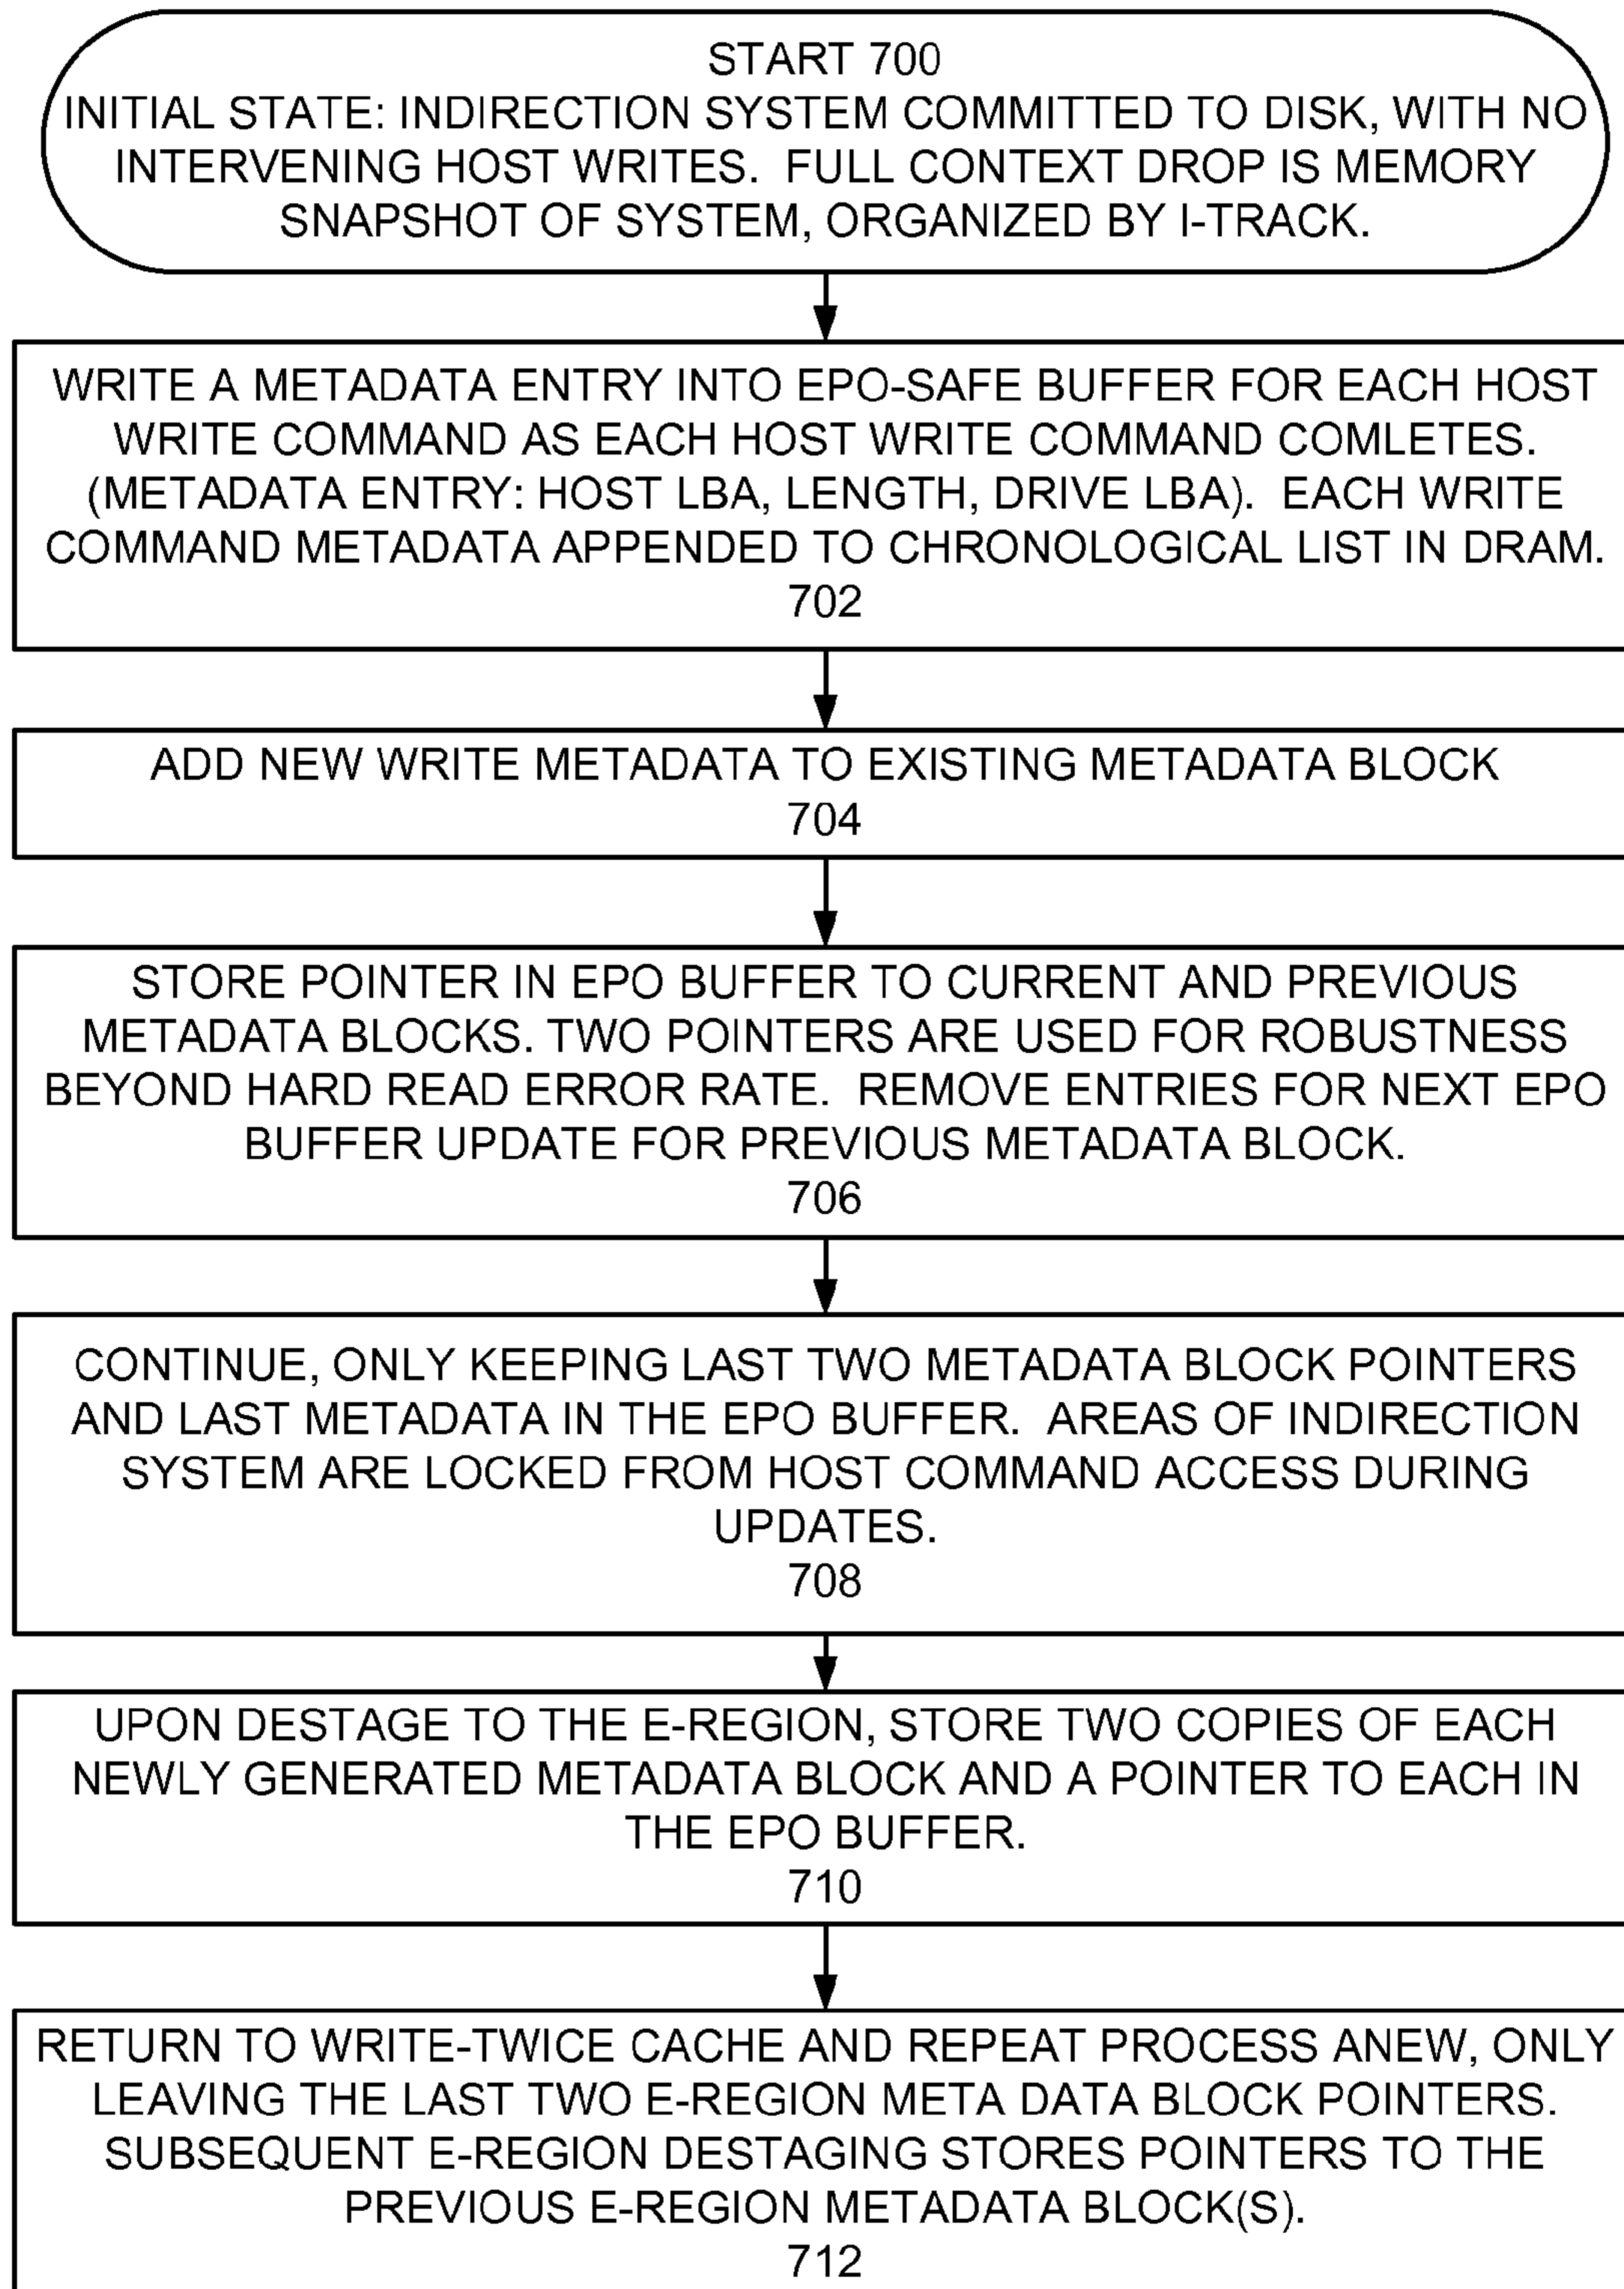 START 700
INITIAL STATE: INDIRECTION SYSTEM COMMITTED TO DISK, WITH NO
INTERVENING HOST WRITES. FULL CONTEXT DROP IS MEMORY
SNAPSHOT OF SYSTEM, ORGANIZED BY I-TRACK.
WRITE A METADATA ENTRY INTO EPO-SAFE BUFFER FOR EACH HOST
WRITE COMMAND AS EACH HOST WRITE COMMAND COMLETES.
(METADATA ENTRY: HOST LBA, LENGTH, DRIVE LBA). EACH WRITE
COMMAND METADATA APPENDED TO CHRONOLOGICAL LIST IN DRAM.
702
ADD NEW WRITE METADATA TO EXISTING METADATA BLOCK
704
STORE POINTER IN EPO BUFFER TO CURRENT AND PREVIOUS
METADATA BLOCKS. TWO POINTERS ARE USED FOR ROBUSTNESS
BEYOND HARD READ ERROR RATE. REMOVE ENTRIES FOR NEXT EPO
BUFFER UPDATE FOR PREVIOUS METADATA BLOCK.
706
CONTINUE, ONLY KEEPING LAST TWO METADATA BLOCK POINTERS
AND LAST METADATA IN THE EPO BUFFER. AREAS OF INDIRECTION
SYSTEM ARE LOCKED FROM HOST COMMAND ACCESS DURING
UPDATES.
708
UPON DESTAGE TO THE E-REGION, STORE TWO COPIES OF EACH
NEWLY GENERATED METADATA BLOCK AND A POINTER TO EACH IN
THE EPO BUFFER.
710
RETURN TO WRITE-TWICE CACHE AND REPEAT PROCESS ANEW, ONLY
LEAVING THE LAST TWO E-REGION META DATA BLOCK POINTERS.
SUBSEQUENT E-REGION DESTAGING STORES POINTERS TO THE
PREVIOUS E-REGION METADATA BLOCK(S).
712